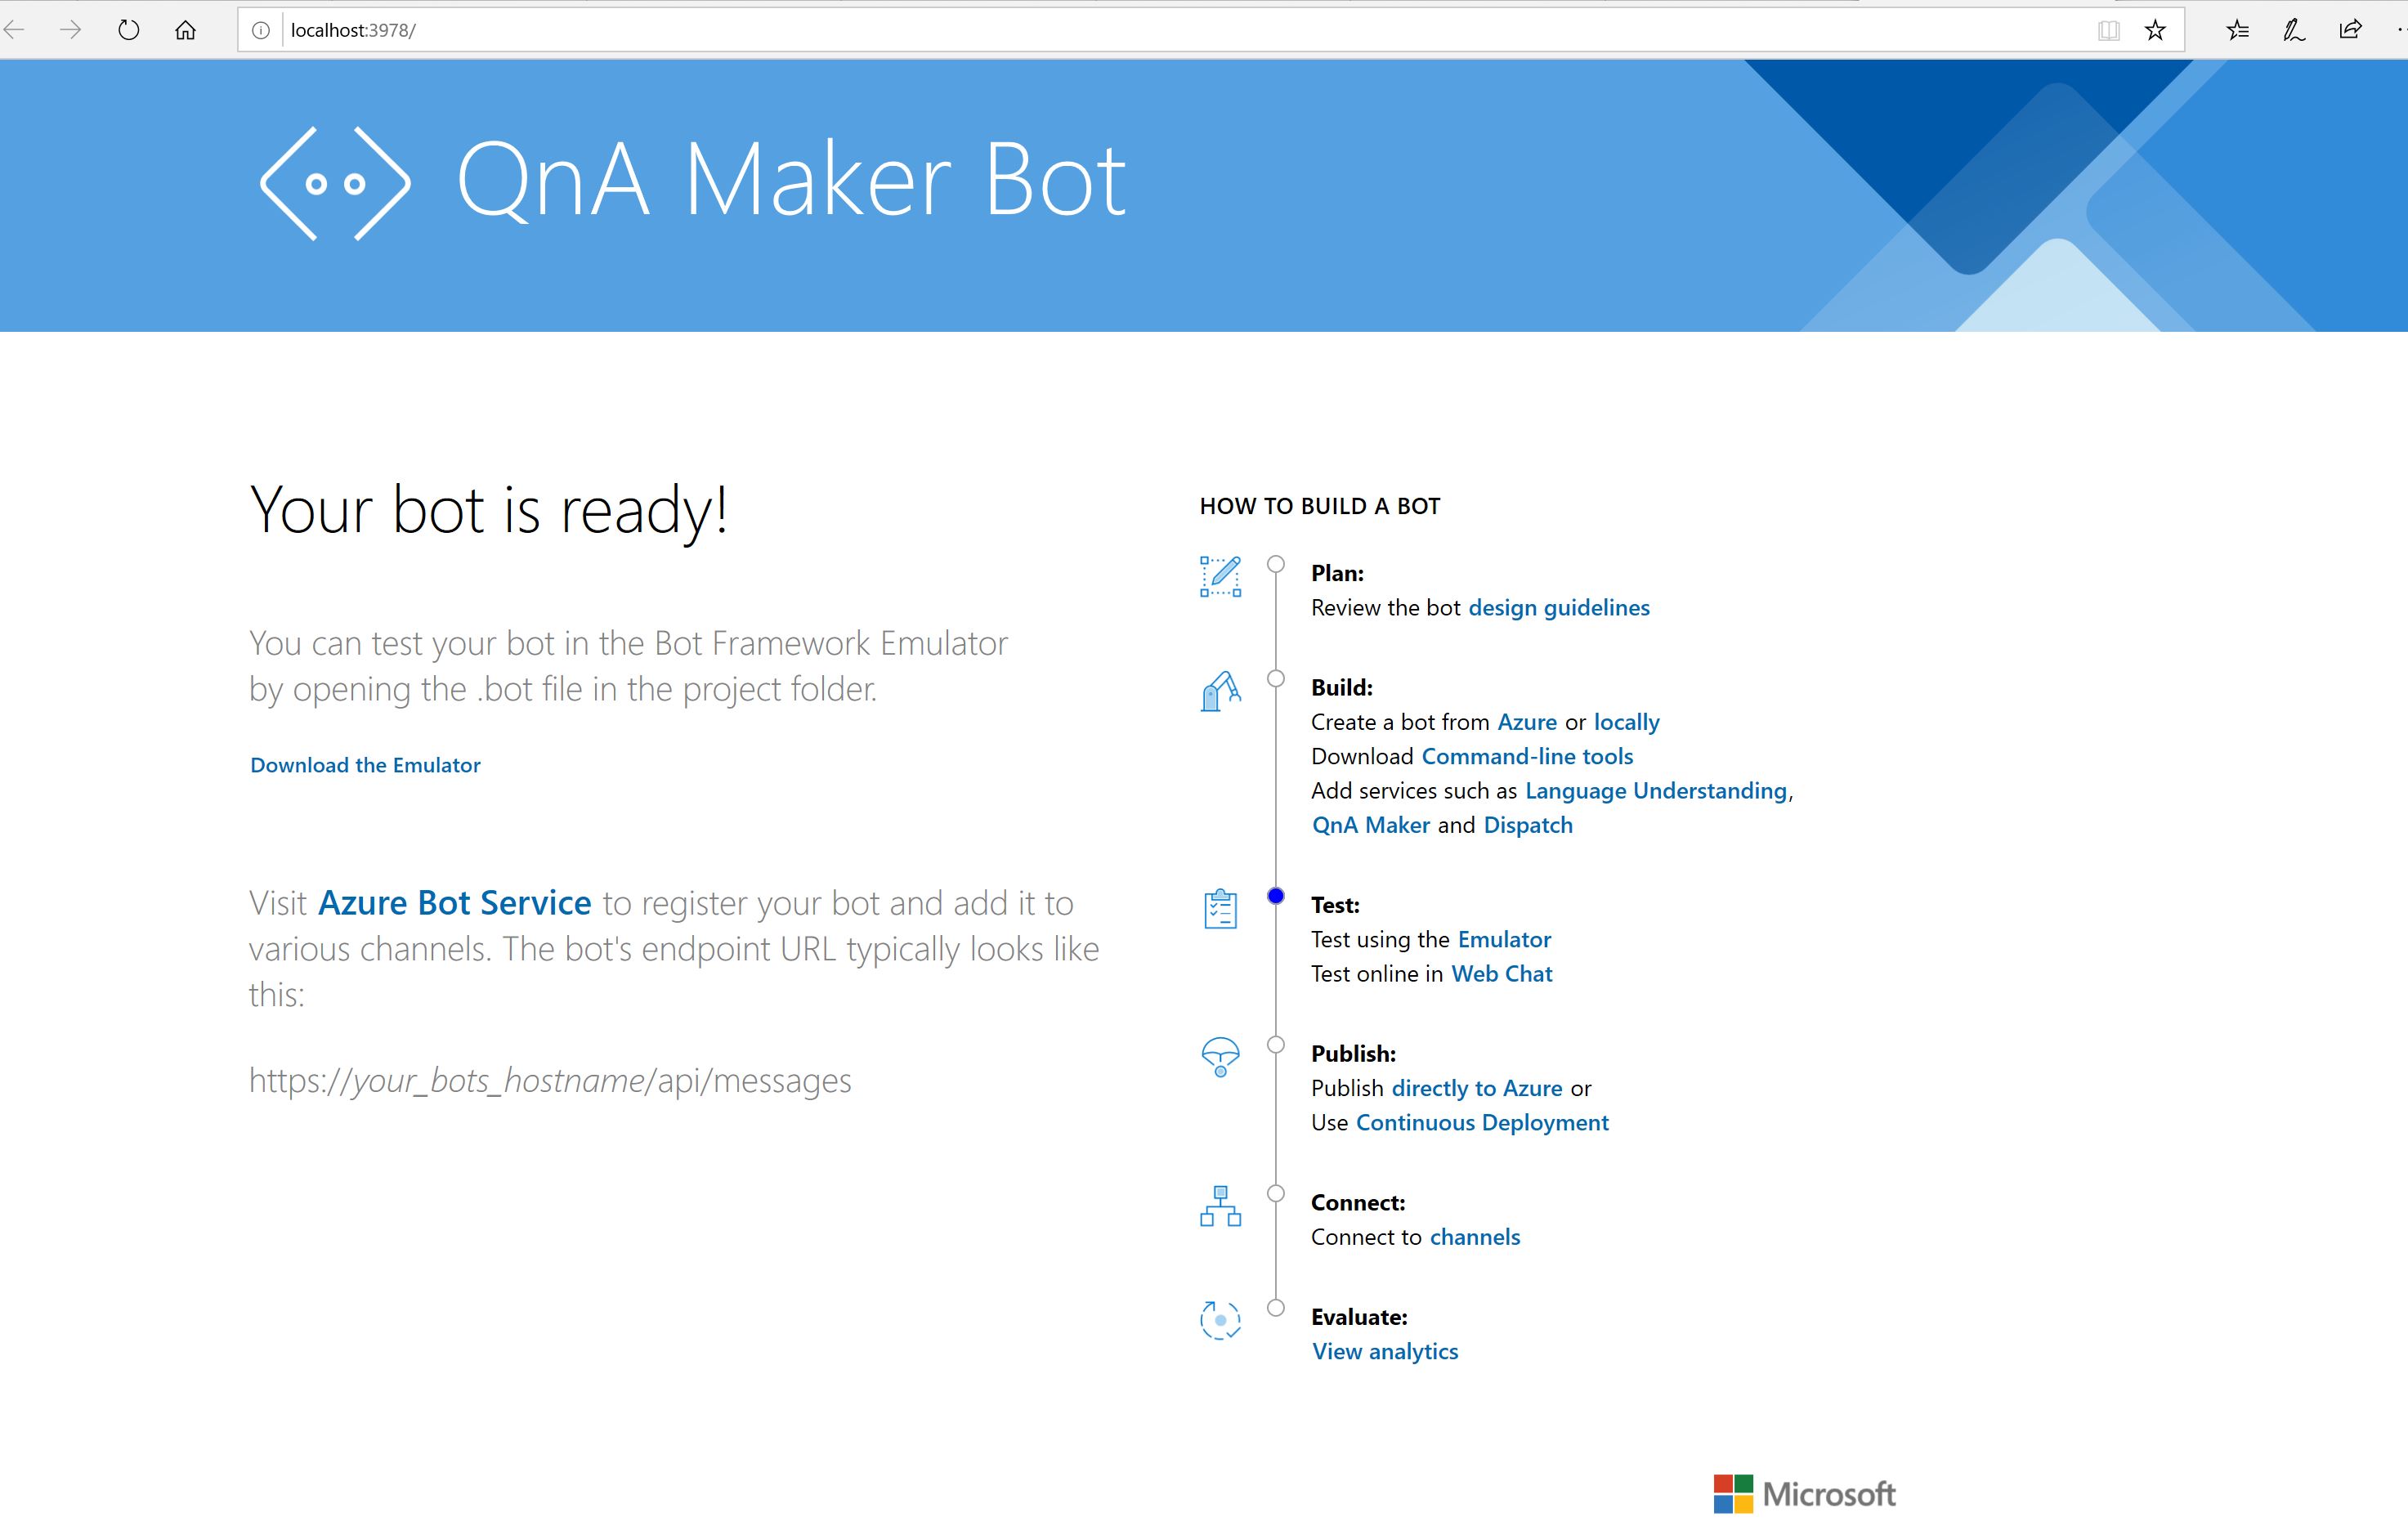 localhost:3978/
QnA Maker Bot
Your bot is ready!
You can test your bot in the Bot Framework Emulator
by opening the .bot file in the project folder.
Download the Emulator
Visit Azure Bot Service to register your bot and add it to
various channels. The bot's endpoint URL typically looks like
this:
https://your_bots_hostname/api/messages
HOW TO BUILD A BOT
Plan:
Review the bot design guidelines
Build:
Create a bot from Azure or locally
Download Command-line tools
Add services such as Language Understanding,
QnA Maker and Dispatch
Test:
Test using the Emulator
Test online in Web Chat
Publish:
Publish directly to Azure or
Use Continuous Deployment
Connect:
Connect to channels
Evaluate:
View analytics
Microsoft